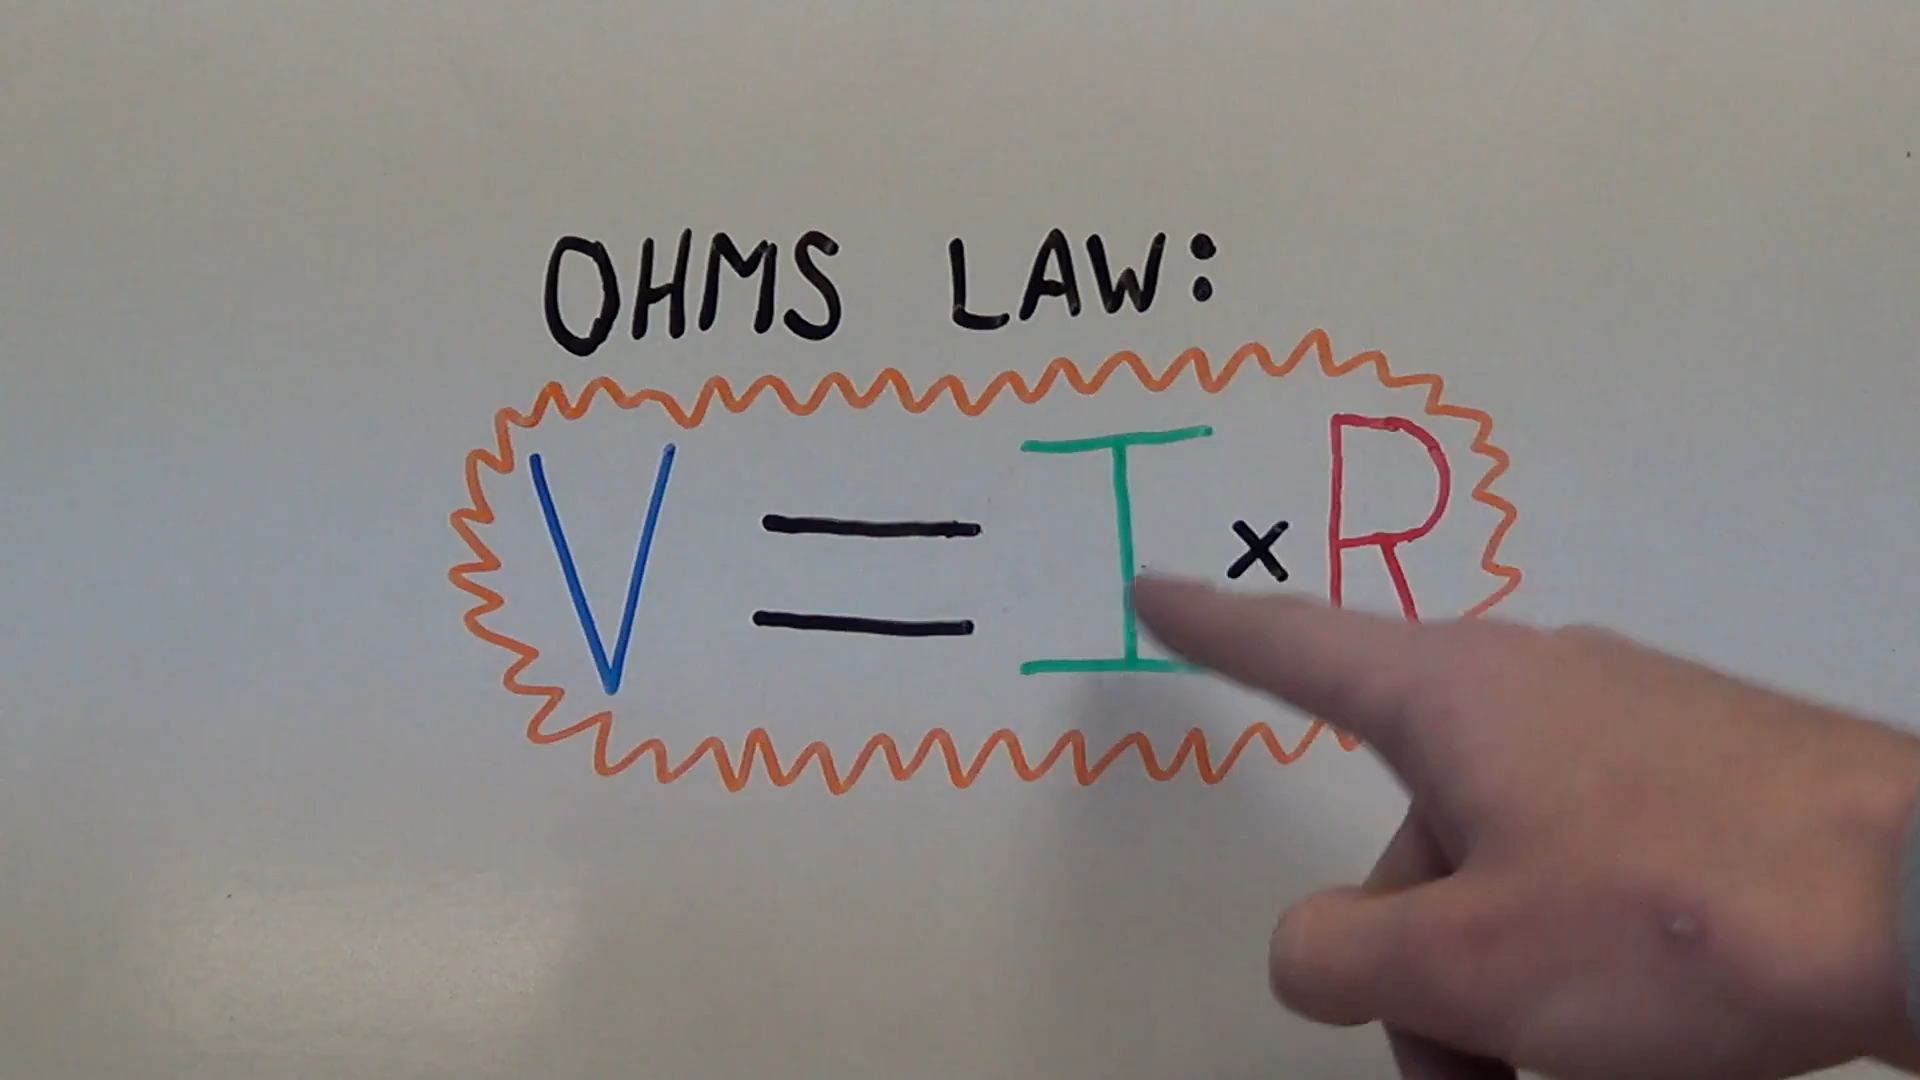 OHMS LAW:
V = I x R